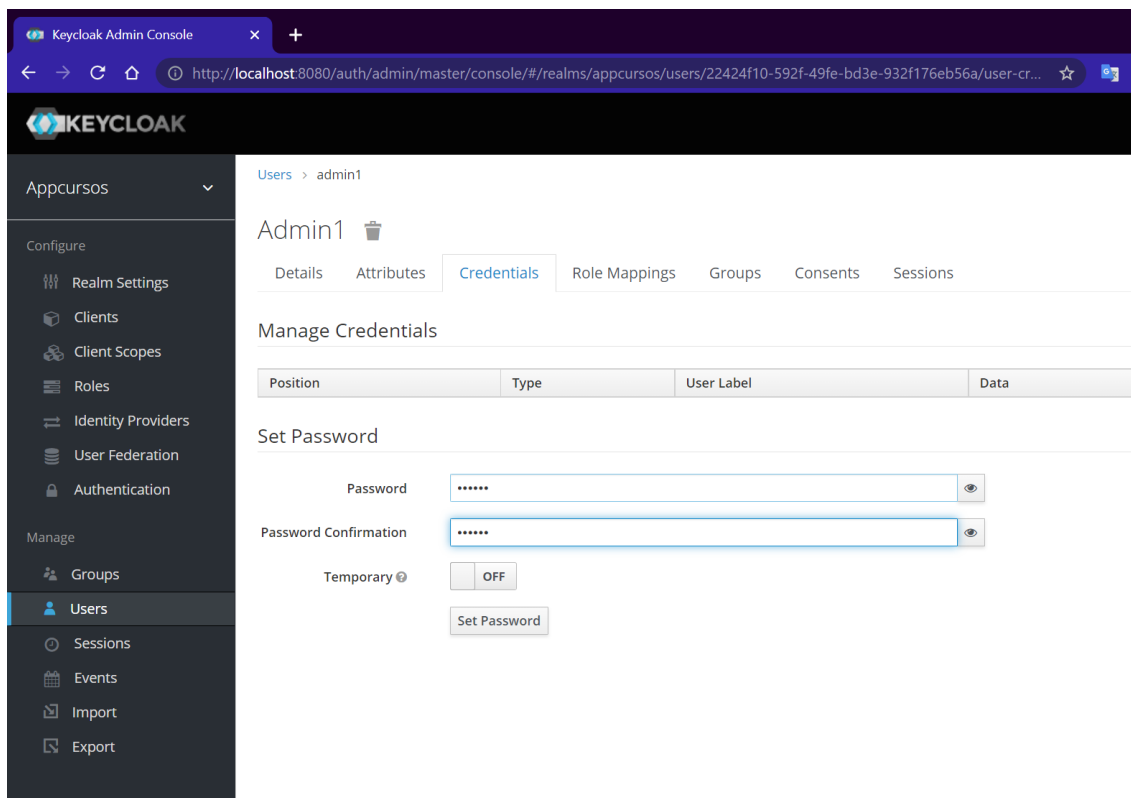 Keycloak Admin Console
http://localhost:8080/auth/admin/master/console/#/realms/appcursos/users/22424f10-592f-49fe-bd3e-932f176eb56a/user-cr...
KEYCLOAK
Appcursos
Configure
Realm Settings
Clients
Client Scopes
Roles
Identity Providers
User Federation
Authentication
Manage
Groups
Users
Sessions
Events
Import
Export
Users > admin1
Admin1
Details Attributes Credentials Role Mappings Groups Consents Sessions
Manage Credentials
Position Type User Label Data
Set Password
Password ••••••
Password Confirmation ••••••
Temporary OFF
Set Password